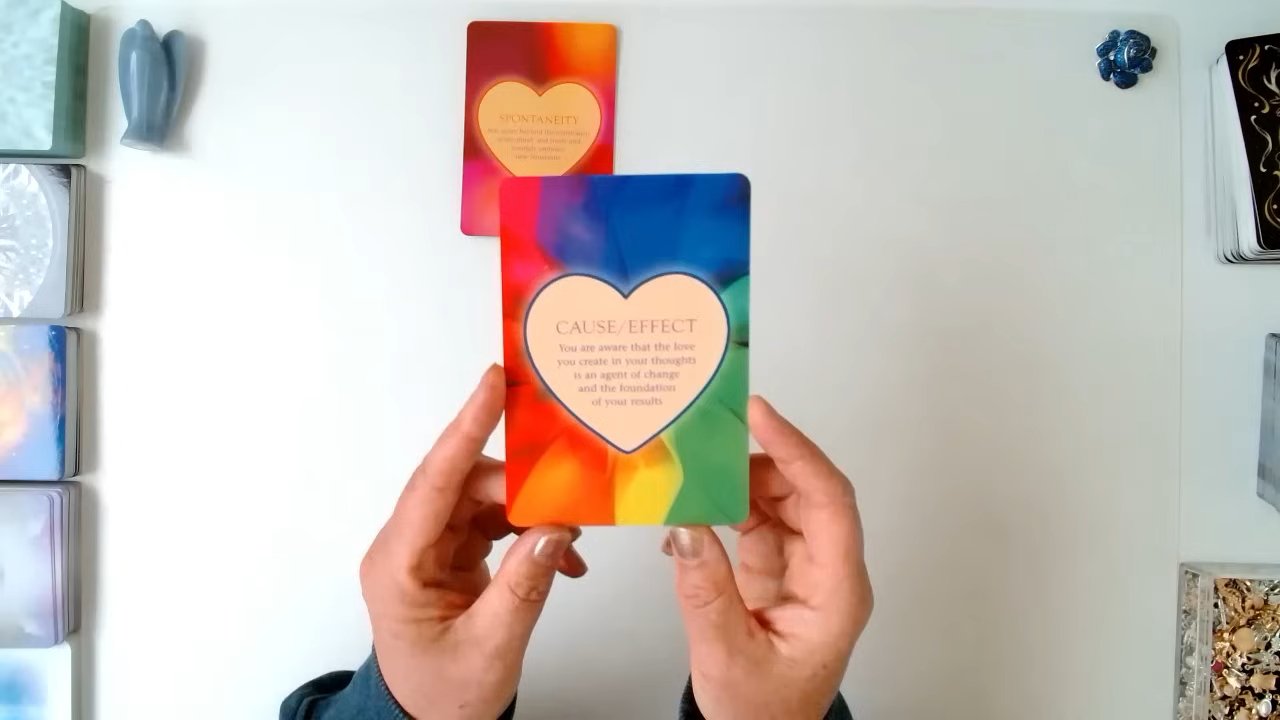 SPONTANEITY
CAUSE/EFFECT
You are aware that the love
you create in your thoughts
is an agent of change
and the foundation
of your results